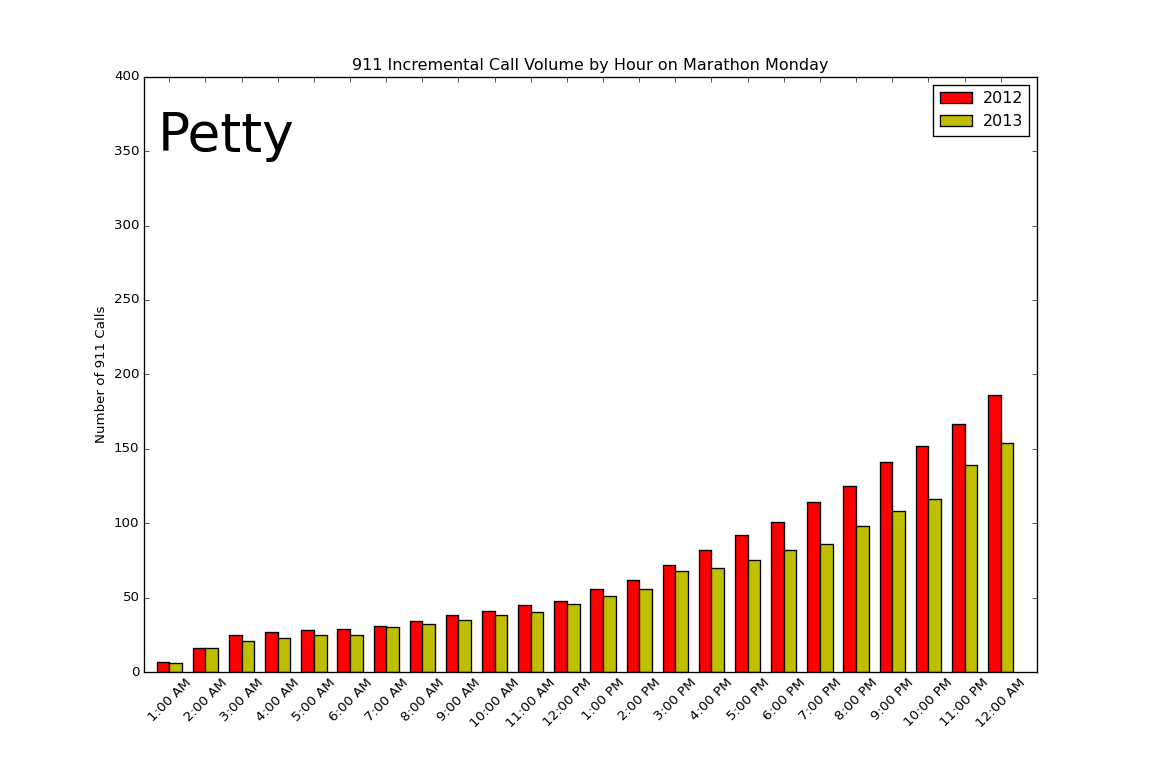 911 Incremental Call Volume by Hour on Marathon Monday
Petty
2012
2013
Number of 911 Calls
400
350
300
250
200
150
100
50
0
1:00 AM
2:00 AM
3:00 AM
4:00 AM
5:00 AM
6:00 AM
7:00 AM
8:00 AM
9:00 AM
10:00 AM
11:00 AM
12:00 PM
1:00 PM
2:00 PM
3:00 PM
4:00 PM
5:00 PM
6:00 PM
7:00 PM
8:00 PM
9:00 PM
10:00 PM
11:00 PM
12:00 AM